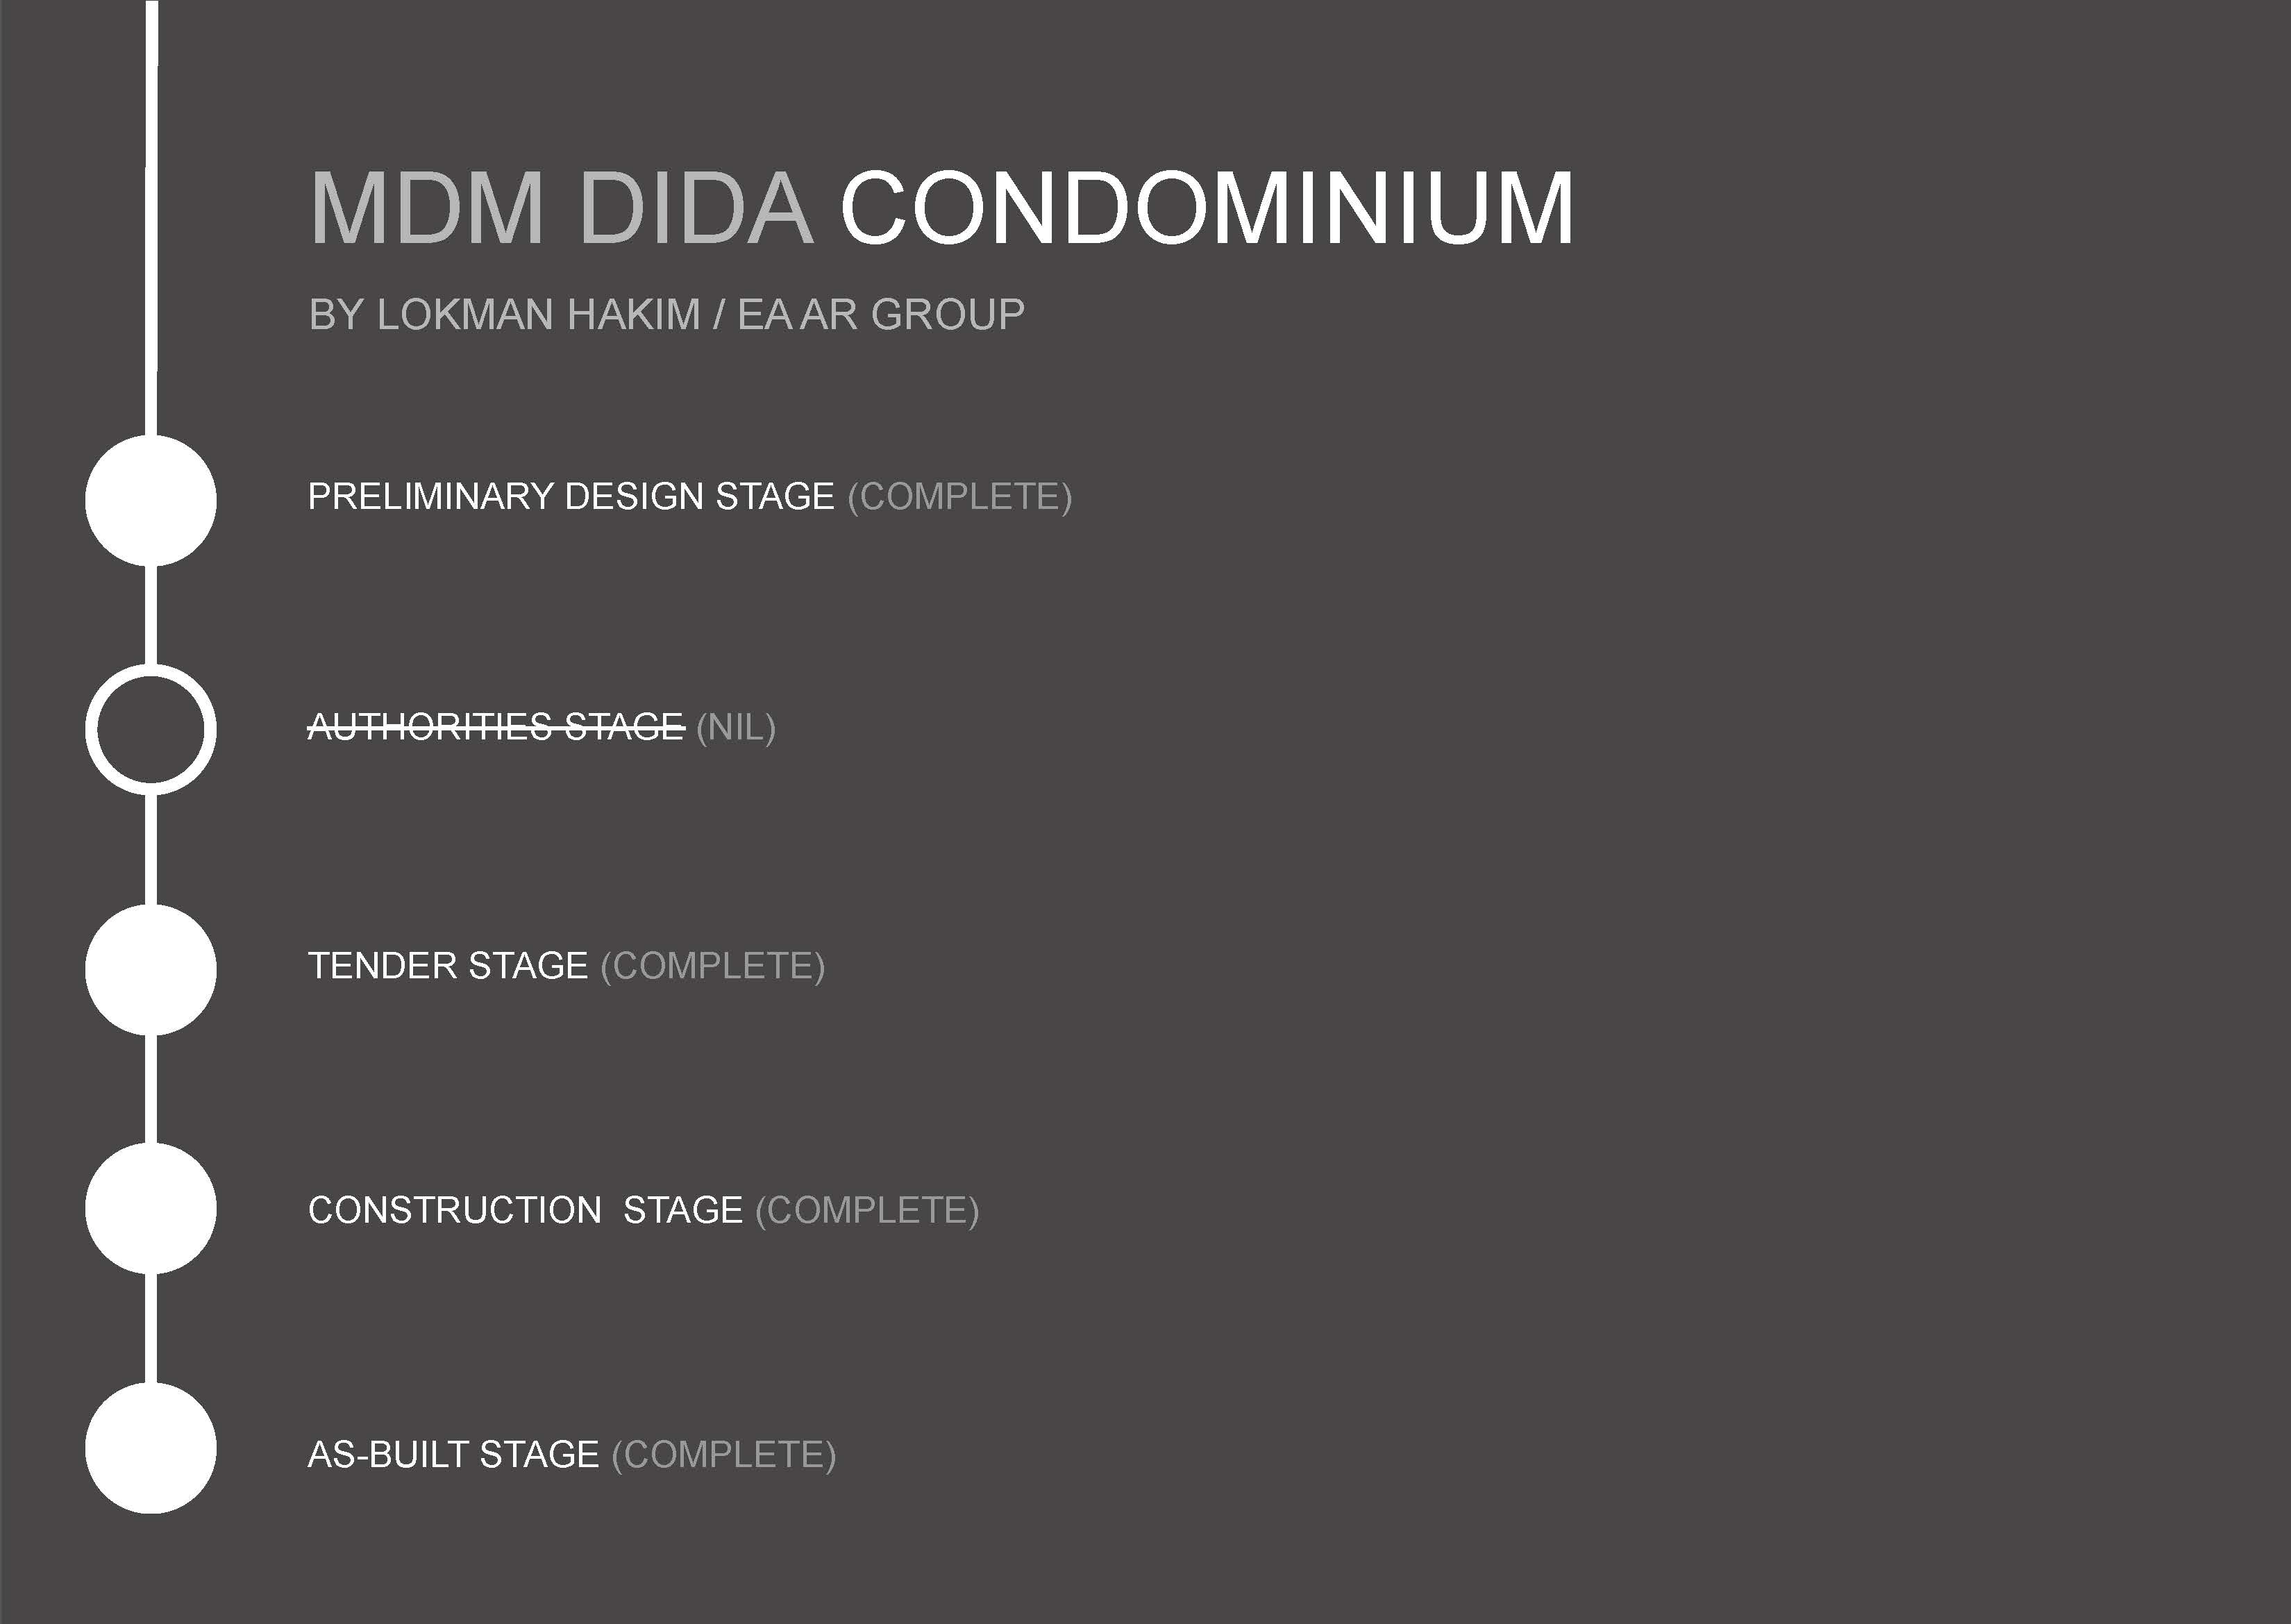 MDM DIDA CONDOMINIUM
BY LOKMAN HAKIM / EA AR GROUP
PRELIMINARY DESIGN STAGE (COMPLETE)
AUTHORITIES STAGE (NIL)
TENDER STAGE (COMPLETE)
CONSTRUCTION STAGE (COMPLETE)
AS-BUILT STAGE (COMPLETE)